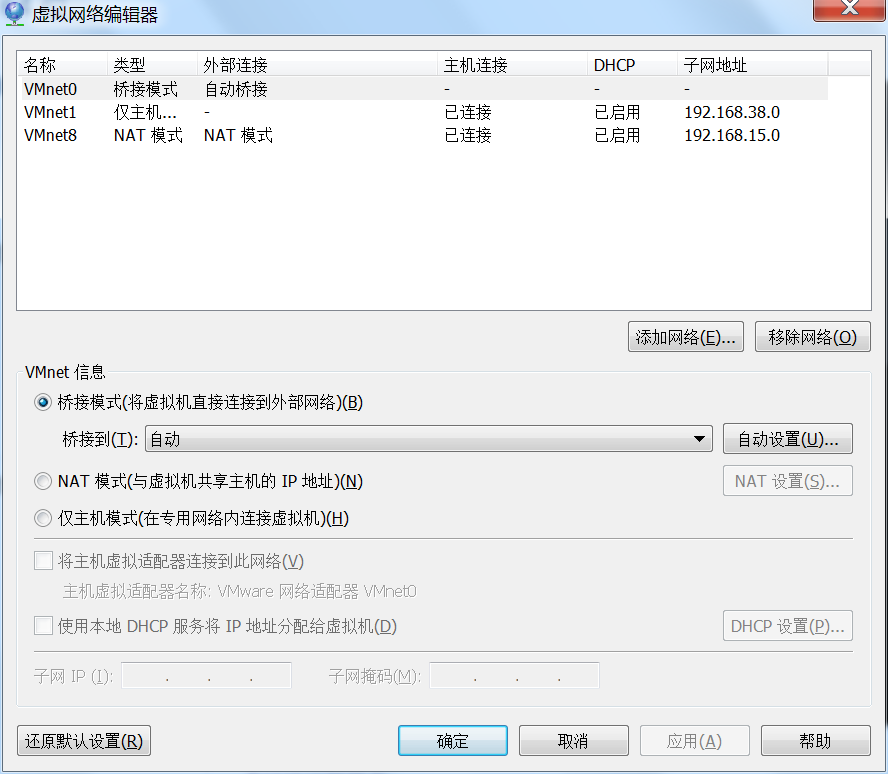 虚拟网络编辑器
名称 类型 外部连接 主机连接 DHCP 子网地址
VMnet0 桥接模式 自动桥接 - - -
VMnet1 仅主机... - 已连接 已启用 192.168.38.0
VMnet8 NAT 模式 NAT 模式 已连接 已启用 192.168.15.0
添加网络(E)... 移除网络(O)
VMnet 信息
桥接模式(将虚拟机直接连接到外部网络)(B)
桥接到(T): 自动 自动设置(U)...
NAT 模式(与虚拟机共享主机的 IP 地址)(N) NAT 设置(S)...
仅主机模式(在专用网络内连接虚拟机)(H)
将主机虚拟适配器连接到此网络(V)
主机虚拟适配器名称: VMware 网络适配器 VMnet0
使用本地 DHCP 服务将 IP 地址分配给虚拟机(D) DHCP 设置(P)...
子网 IP (I): . . . 子网掩码(M): . . .
还原默认设置(R) 确定 取消 应用(A) 帮助